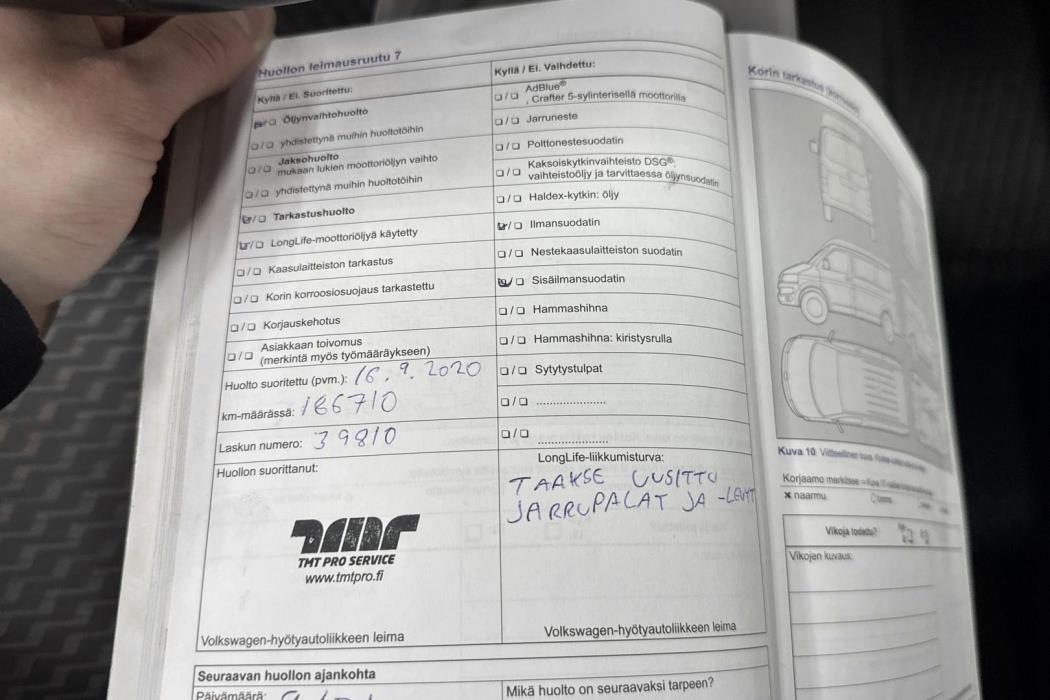 Huollon leimausruutu 7
Kyllä / Ei. Suoritettu:
Öljynvaihtohuolto
yhdistettynä muihin huoltotöihin
Jaksohuolto
mukaan lukien moottoriöljyn vaihto
yhdistettynä muihin huoltotöihin
Tarkastushuolto
LongLife-moottoriöljyä käytetty
Kaasulaitteiston tarkastus
Korin korroosiosuojaus tarkastettu
Korjauskehotus
Asiakkaan toivomus
(merkintä myös työmääräykseen)
Huolto suoritettu (pvm.): 16.9.2020
km-määrässä: 166710
Laskun numero: 39810
Huollon suorittanut:
TMT PRO SERVICE
www.tmtpro.fi
Volkswagen-hyötyautoliikkeen leima
Kyllä / Ei. Vaihdettu:
AdBlue®
, Crafter 5-sylinterisellä moottorilla
Jarruneste
Polttonestesuodatin
Kaksoiskytkinvaihteisto DSG®:
vaihteistoöljy ja tarvittaessa öljynsuodatin
Haldex-kytkin: öljy
Ilmansuodatin
Nestekaasulaitteiston suodatin
Sisäilmansuodatin
Hammashihna
Hammashihna: kiristysrulla
Sytytystulpat
LongLife-liikkumisturva:
TAAKSE UUSITTU
JARRUPALAT JA -LEVYT
Volkswagen-hyötyautoliikkeen leima
Seuraavan huollon ajankohta
Päivämäärä:
Mikä huolto on seuraavaksi tarpeen?
Korin tarkastus
Kuva 10
Korjaamo merkitsee
× naarmu
Vikoja todettu?
Vikojen kuvaus: